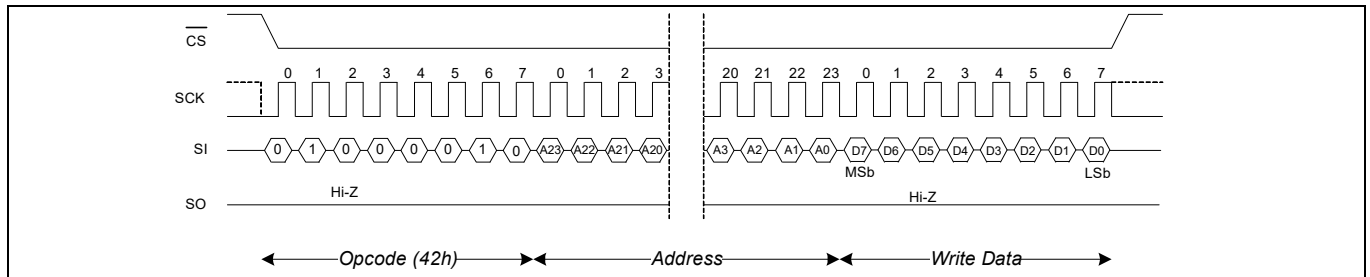 CS
0 1 2 3 4 5 6 7 0 1 2 3 20 21 22 23 0 1 2 3 4 5 6 7
SCK
SI 0 1 0 0 0 0 1 0 A23 A22 A21 A20 A3 A2 A1 A0 D7 D6 D5 D4 D3 D2 D1 D0
MSb LSb
Hi-Z Hi-Z
SO
Opcode (42h) Address Write Data